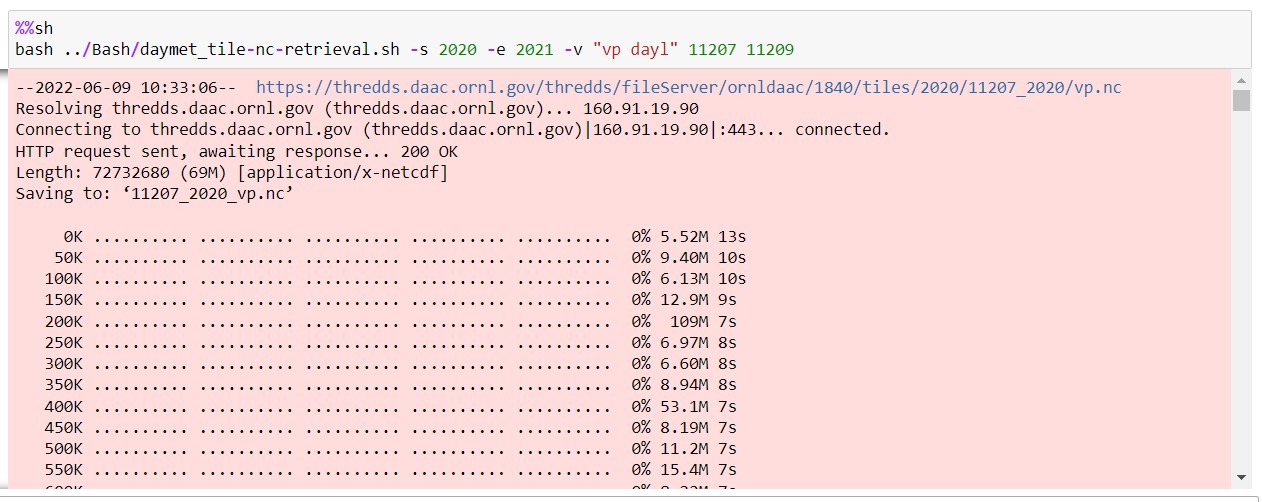 %%sh
bash ../Bash/daymet_tile-nc-retrieval.sh -s 2020 -e 2021 -v "vp dayl" 11207 11209
--2022-06-09 10:33:06--  https://thredds.daac.ornl.gov/thredds/fileServer/ornldaac/1840/tiles/2020/11207_2020/vp.nc
Resolving thredds.daac.ornl.gov (thredds.daac.ornl.gov)... 160.91.19.90
Connecting to thredds.daac.ornl.gov (thredds.daac.ornl.gov)|160.91.19.90|:443... connected.
HTTP request sent, awaiting response... 200 OK
Length: 72732680 (69M) [application/x-netcdf]
Saving to: ‘11207_2020_vp.nc’
0K .......... .......... .......... .......... ..........  0% 5.52M 13s
50K .......... .......... .......... .......... ..........  0% 9.40M 10s
100K .......... .......... .......... .......... ..........  0% 6.13M 10s
150K .......... .......... .......... .......... ..........  0% 12.9M 9s
200K .......... .......... .......... .......... ..........  0%  109M 7s
250K .......... .......... .......... .......... ..........  0% 6.97M 8s
300K .......... .......... .......... .......... ..........  0% 6.60M 8s
350K .......... .......... .......... .......... ..........  0% 8.94M 8s
400K .......... .......... .......... .......... ..........  0% 53.1M 7s
450K .......... .......... .......... .......... ..........  0% 8.19M 7s
500K .......... .......... .......... .......... ..........  0% 11.2M 7s
550K .......... .......... .......... .......... ..........  0% 15.4M 7s